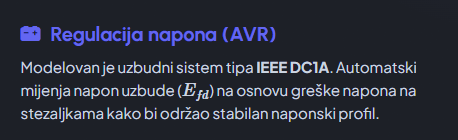 Regulacija napona (AVR)
Modelovan je uzbudni sistem tipa IEEE DC1A. Automatski
mijenja napon uzbude (E_fd) na osnovu greške napona na
stezaljkama kako bi održao stabilan naponski profil.